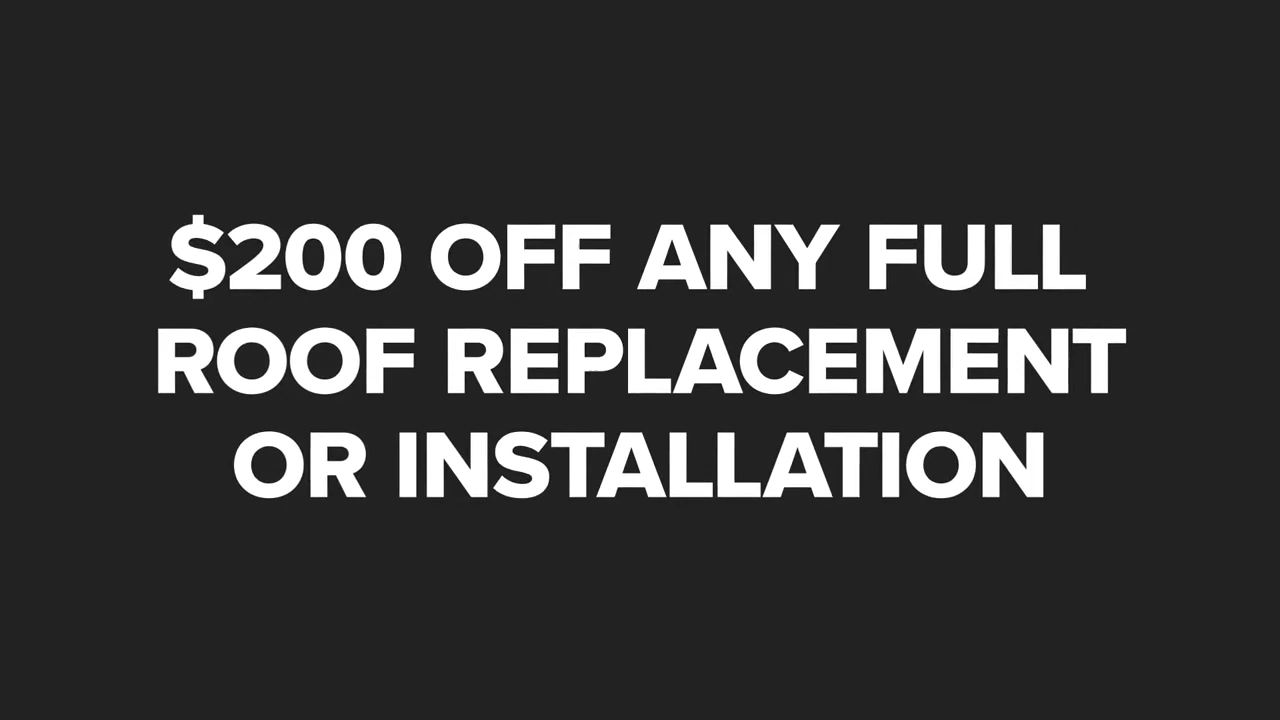 $200 OFF ANY FULL
ROOF REPLACEMENT
OR INSTALLATION